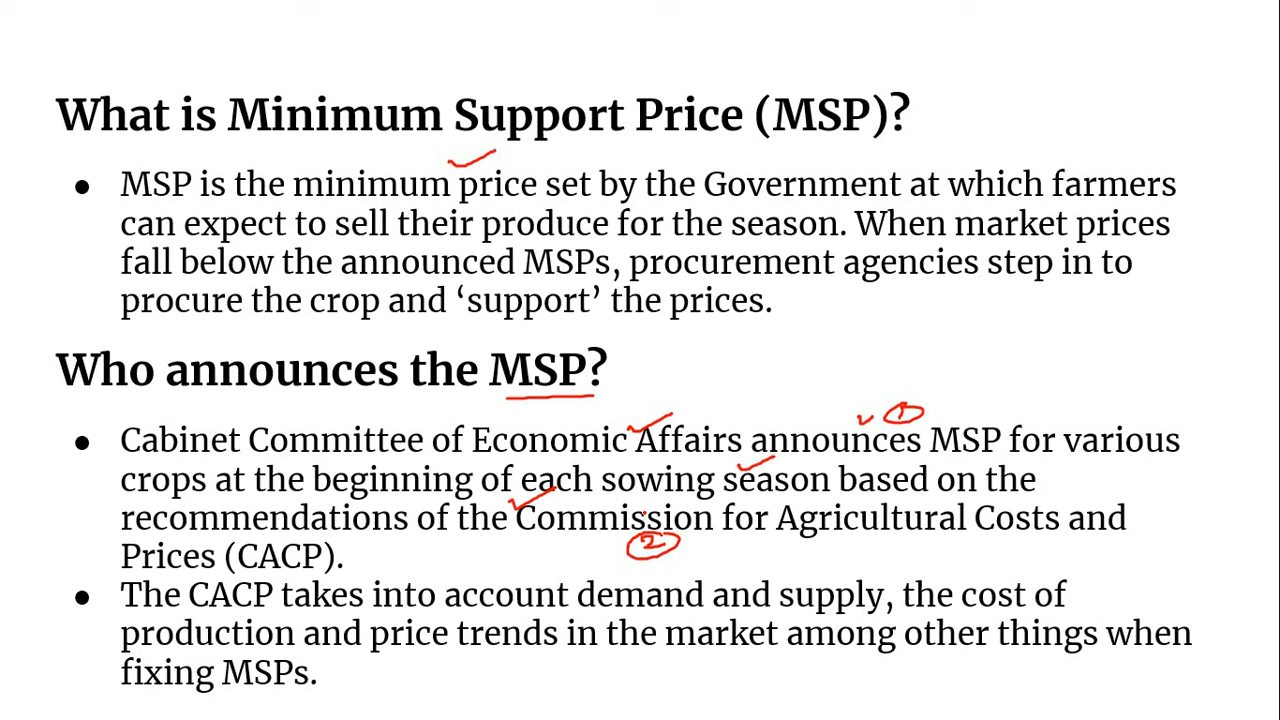 What is Minimum Support Price (MSP)?
● MSP is the minimum price set by the Government at which farmers
can expect to sell their produce for the season. When market prices
fall below the announced MSPs, procurement agencies step in to
procure the crop and ‘support’ the prices.
Who announces the MSP?
1
● Cabinet Committee of Economic Affairs announces MSP for various
crops at the beginning of each sowing season based on the
recommendations of the Commission for Agricultural Costs and
2
Prices (CACP).
● The CACP takes into account demand and supply, the cost of
production and price trends in the market among other things when
fixing MSPs.